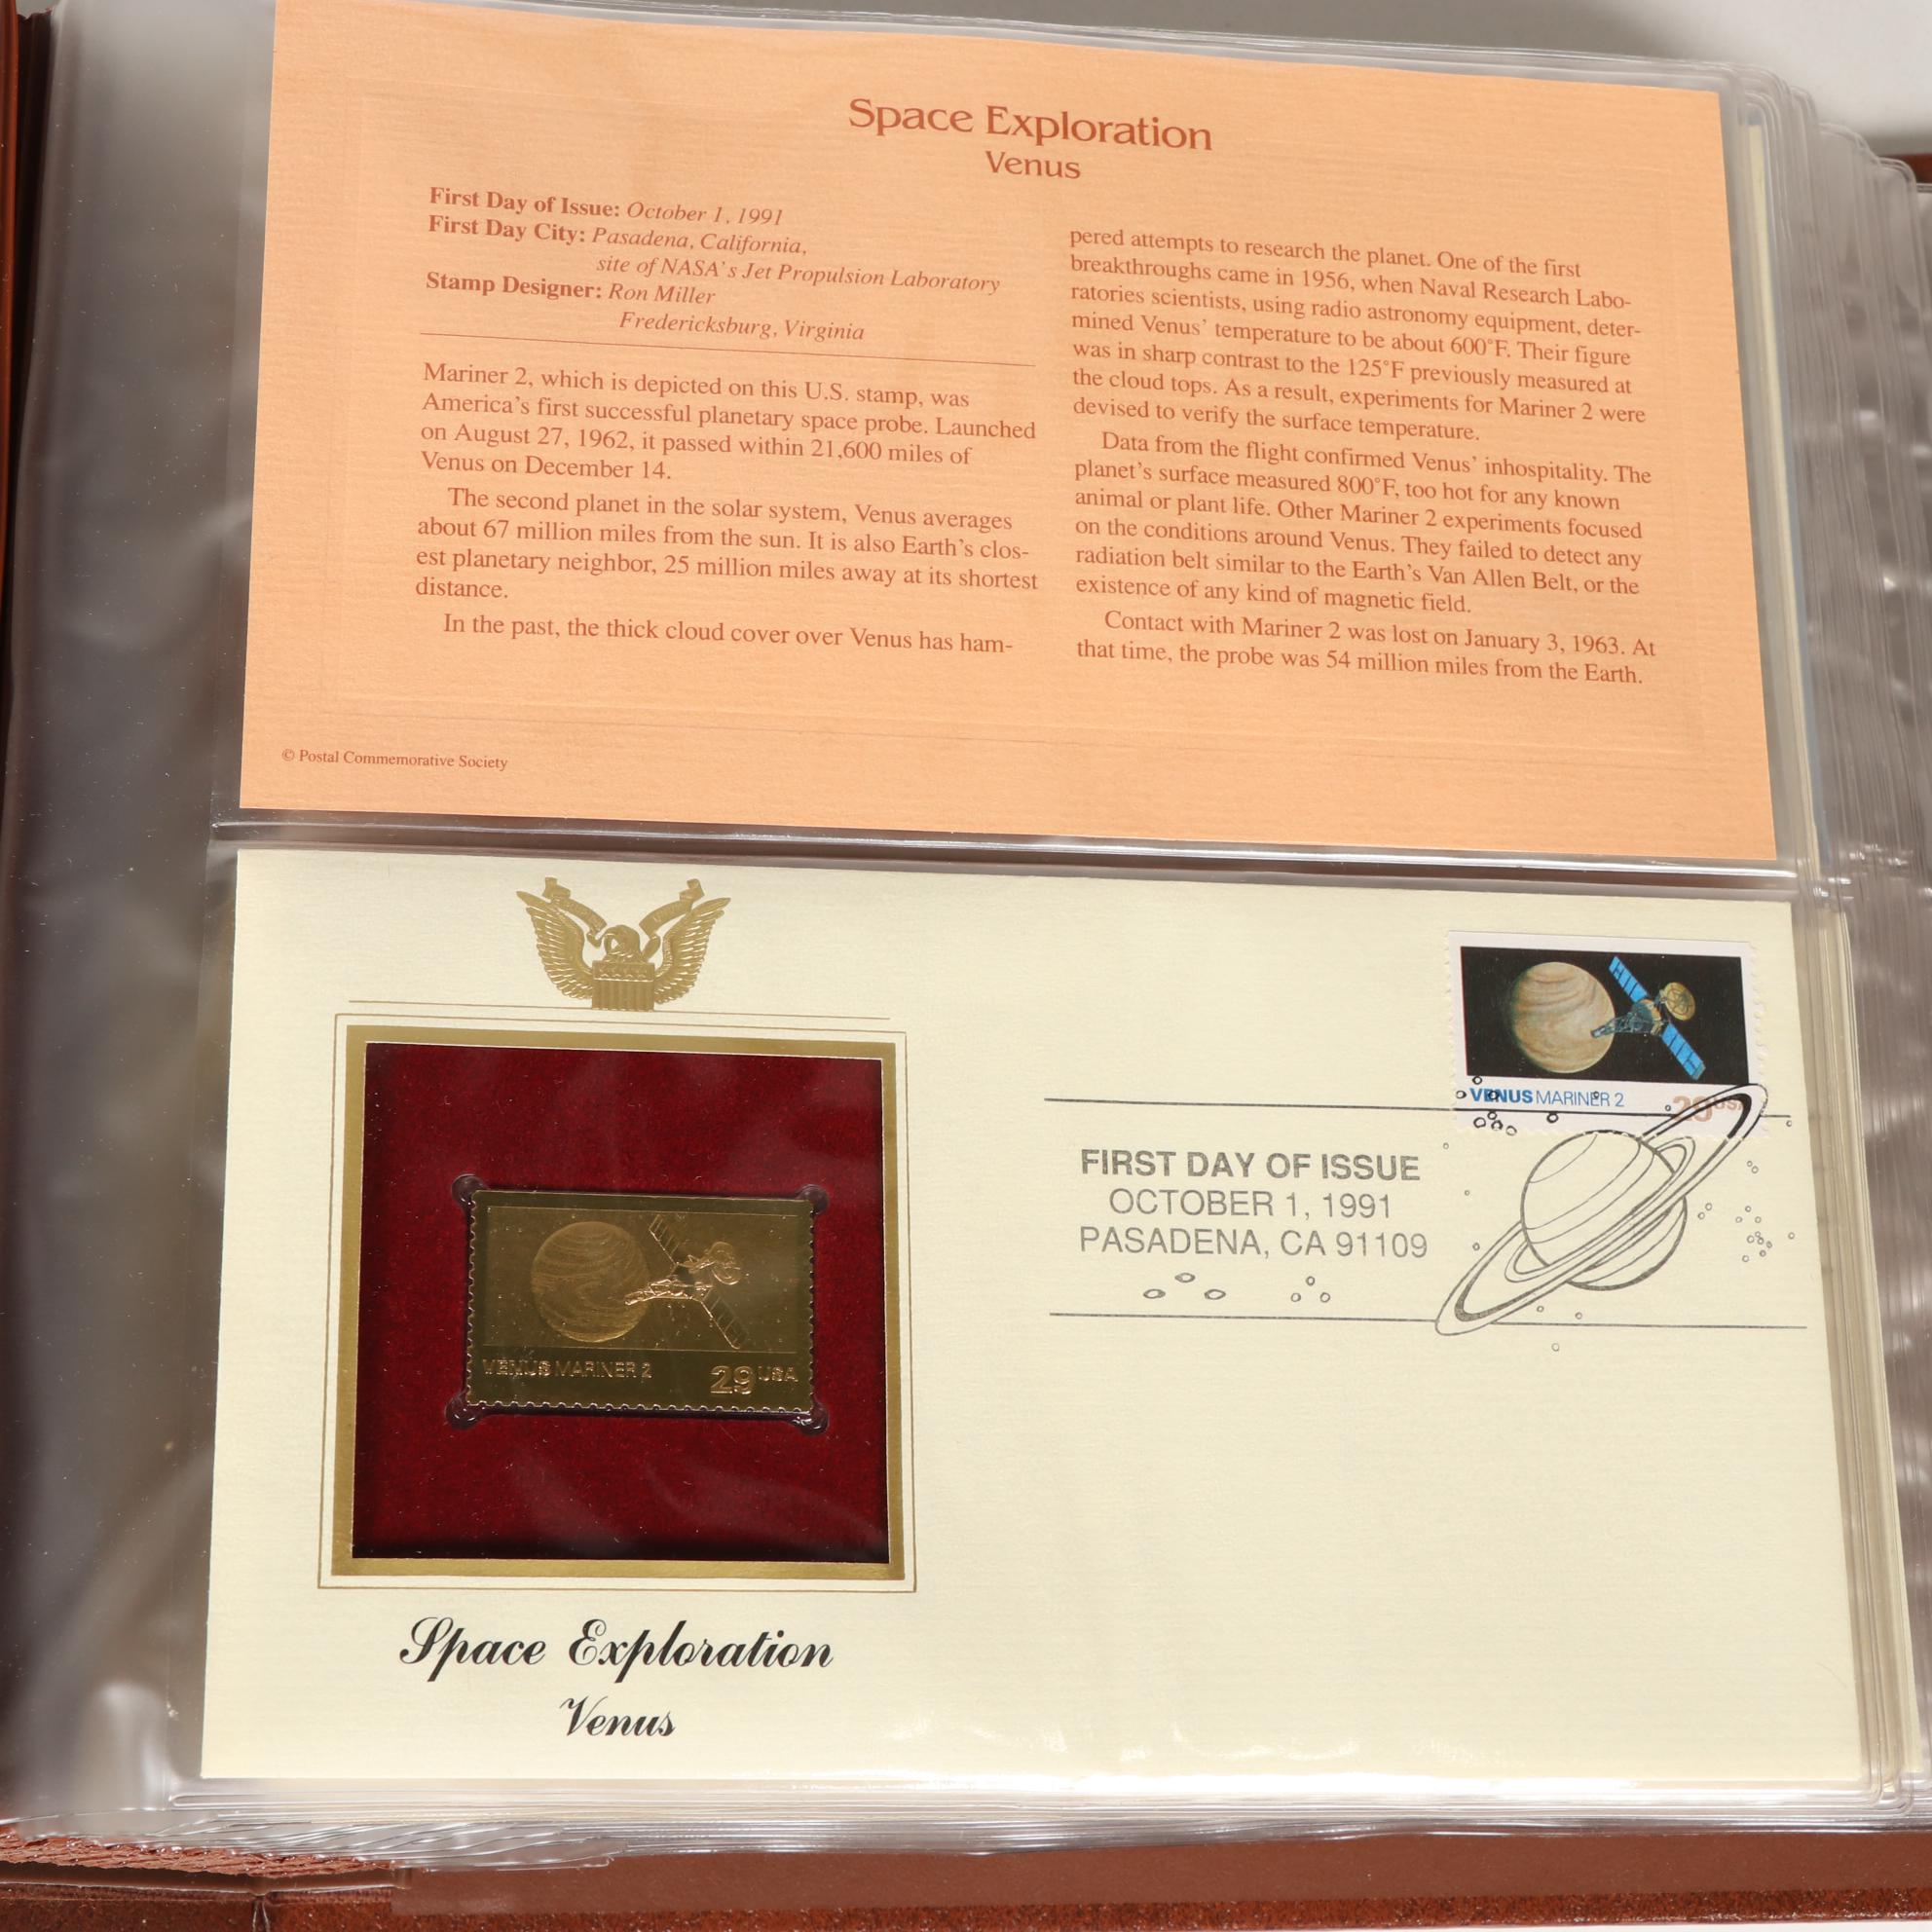 Space Exploration
Venus
First Day of Issue: October 1, 1991
First Day City: Pasadena, California,
site of NASA's Jet Propulsion Laboratory
Stamp Designer: Ron Miller
Fredericksburg, Virginia
Mariner 2, which is depicted on this U.S. stamp, was
America's first successful planetary space probe. Launched
on August 27, 1962, it passed within 21,600 miles of
Venus on December 14.
The second planet in the solar system, Venus averages
about 67 million miles from the sun. It is also Earth's clos-
est planetary neighbor, 25 million miles away at its shortest
distance.
In the past, the thick cloud cover over Venus has ham-
pered attempts to research the planet. One of the first
breakthroughs came in 1956, when Naval Research Labo-
ratories scientists, using radio astronomy equipment, deter-
mined Venus' temperature to be about 600°F. Their figure
was in sharp contrast to the 125°F previously measured at
the cloud tops. As a result, experiments for Mariner 2 were
devised to verify the surface temperature.
Data from the flight confirmed Venus' inhospitality. The
planet's surface measured 800°F, too hot for any known
animal or plant life. Other Mariner 2 experiments focused
on the conditions around Venus. They failed to detect any
radiation belt similar to the Earth's Van Allen Belt, or the
existence of any kind of magnetic field.
Contact with Mariner 2 was lost on January 3, 1963. At
that time, the probe was 54 million miles from the Earth.
© Postal Commemorative Society
VENUS MARINER 2
29 USA
FIRST DAY OF ISSUE
OCTOBER 1, 1991
PASADENA, CA 91109
VENUS MARINER 2
29 USA
Space Exploration
Venus